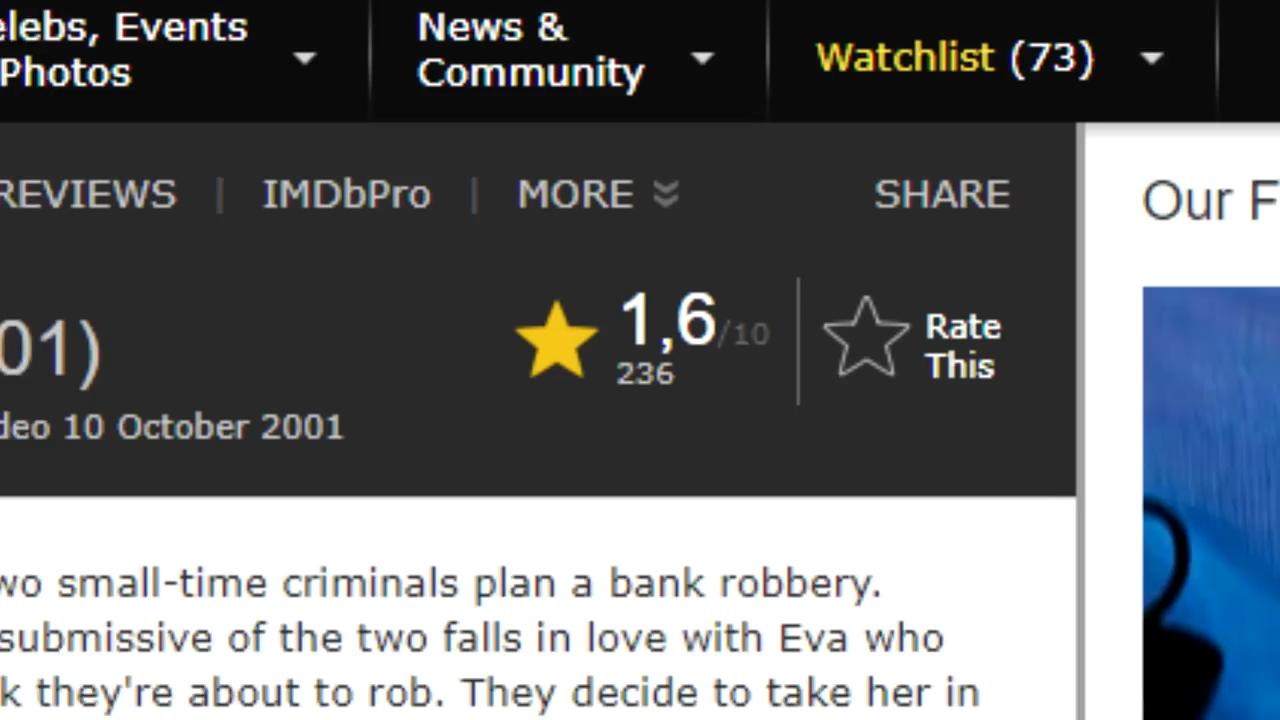 elebs, Events
Photos
News &
Community
Watchlist (73)
REVIEWS | IMDbPro | MORE SHARE
Our F
01)
1,6/10
236
Rate
This
deo 10 October 2001
wo small-time criminals plan a bank robbery.
submissive of the two falls in love with Eva who
k they're about to rob. They decide to take her in